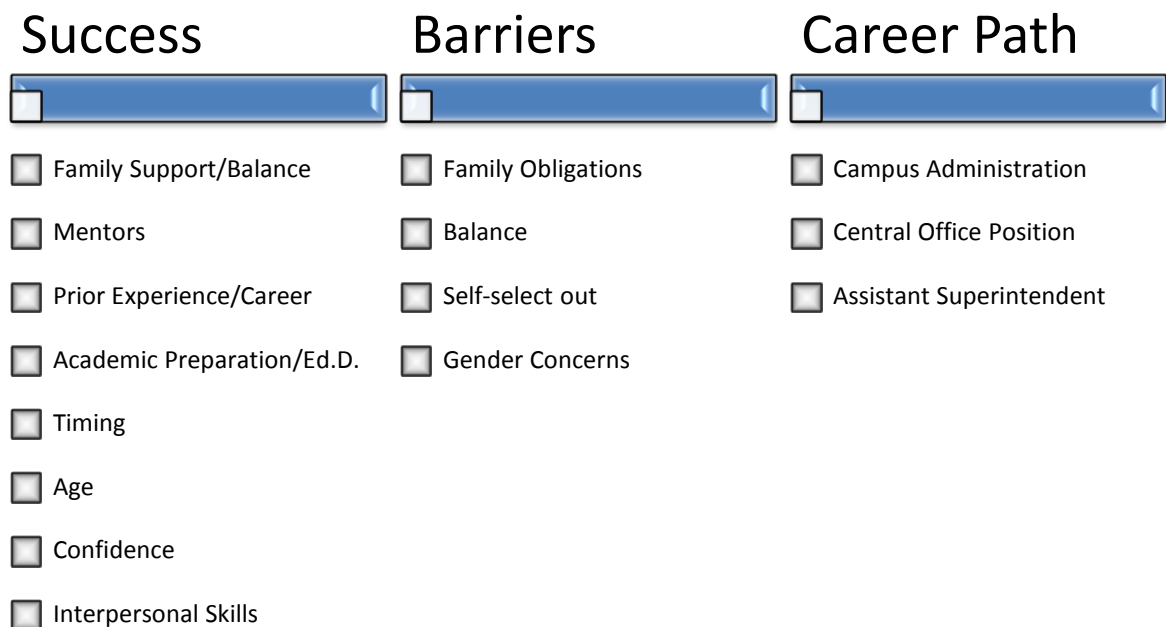 Success
Family Support/Balance
Mentors
Prior Experience/Career
Academic Preparation/Ed.D.
Timing
Age
Confidence
Interpersonal Skills
Barriers
Family Obligations
Balance
Self-select out
Gender Concerns
Career Path
Campus Administration
Central Office Position
Assistant Superintendent